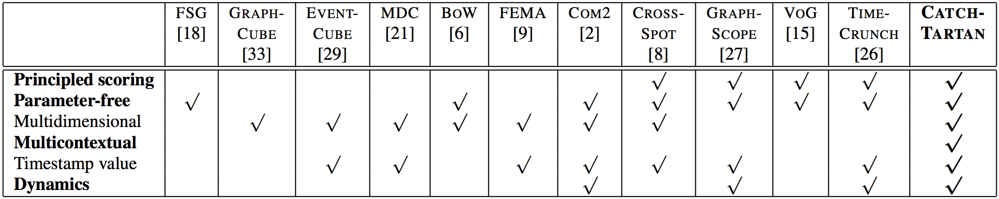 FSG GRAPH- EVENT- MDC BOW FEMA COM2 CROSS- GRAPH- VOG TIME- CATCH-
[18] CUBE CUBE [21] [6] [9] [2] SPOT SCOPE [15] CRUNCH TARTAN
[33] [29] [8] [27] [26]
Principled scoring √ √ √ √ √
Parameter-free √ √ √ √ √ √ √ √
Multidimensional √ √ √ √ √ √ √ √
Multicontextual √
Timestamp value √ √ √ √ √ √ √ √
Dynamics √ √ √ √